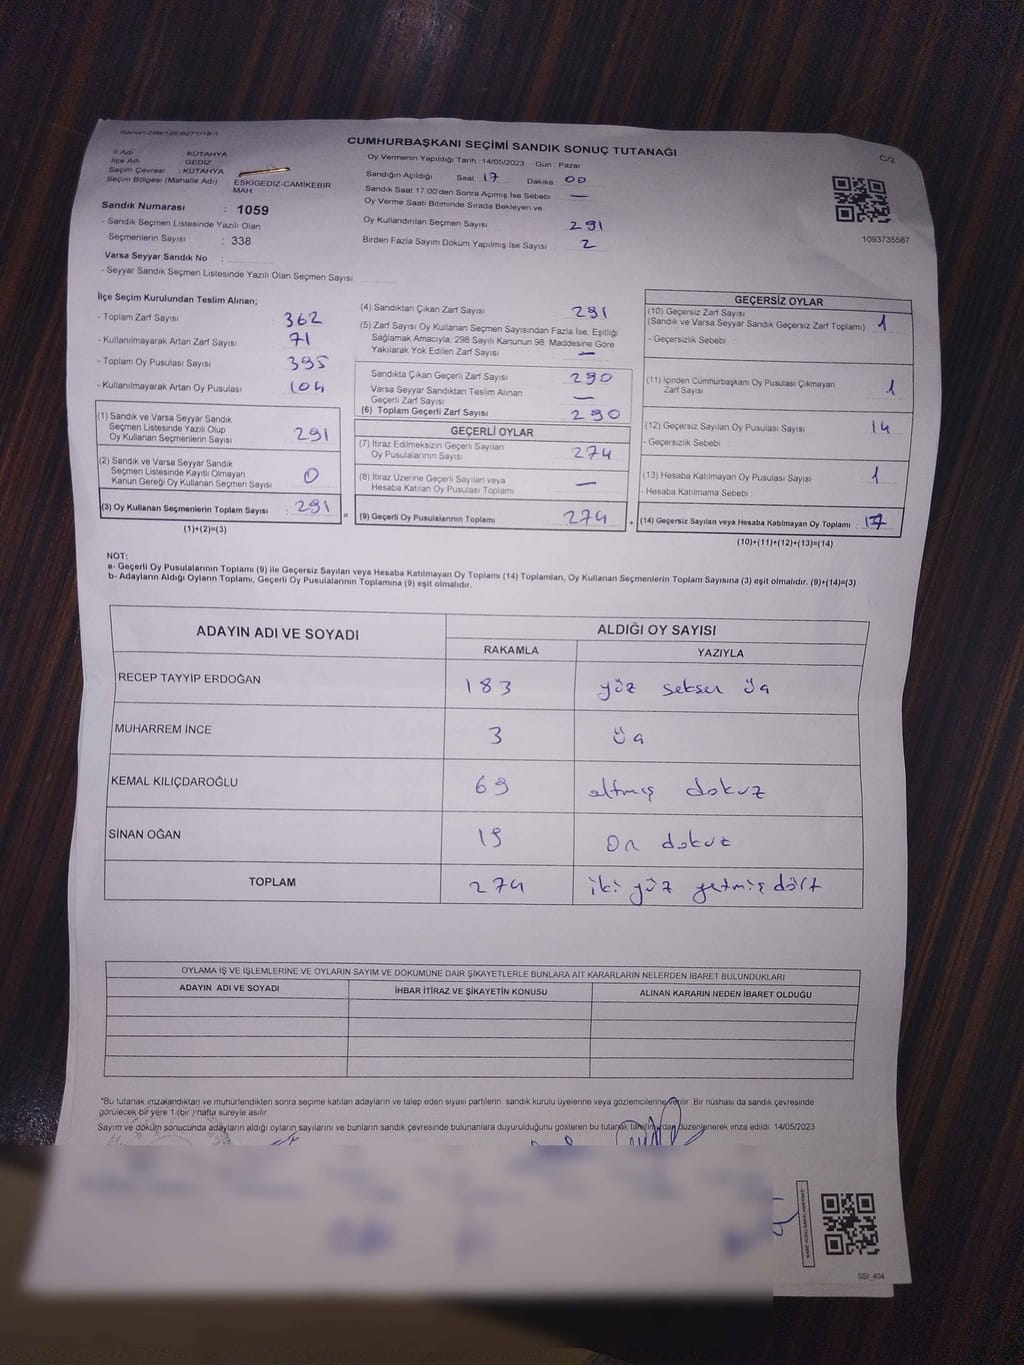 Kanun 298/105-6271/18-1
CUMHURBAŞKANI SEÇİMİ SANDIK SONUÇ TUTANAĞI
C/2
İl Adı : KÜTAHYA
İlçe Adı : GEDİZ
Seçim Çevresi : KÜTAHYA
Seçim Bölgesi (Mahalle Adı) ESKİGEDİZ-CAMİKEBİR MAH
Sandık Numarası : 1059
- Sandık Seçmen Listesinde Yazılı Olan
Seçmenlerin Sayısı : 338
Varsa Seyyar Sandık No :
- Seyyar Sandık Seçmen Listesinde Yazılı Olan Seçmen Sayısı
Oy Vermenin Yapıldığı Tarih : 14/05/2023 Gün : Pazar
Sandığın Açıldığı Saat 17 Dakika 00
Sandık Saat 17:00'den Sonra Açımış İse Sebebi —
Oy Verme Saati Bitiminde Sırada Bekleyen ve
Oy Kullandırılan Seçmen Sayısı 291
Birden Fazla Sayım Döküm Yapılmış İse Sayısı 2
1093735587
İlçe Seçim Kurulundan Teslim Alınan;
- Toplam Zarf Sayısı 362
- Kullanılmayarak Artan Zarf Sayısı 71
- Toplam Oy Pusulası Sayısı 395
- Kullanılmayarak Artan Oy Pusulası 104
(1) Sandık ve Varsa Seyyar Sandık
Seçmen Listesinde Yazılı Olup
Oy Kullanan Seçmenlerin Sayısı : 291
(2) Sandık ve Varsa Seyyar Sandık
Seçmen Listesinde Kayıtlı Olmayan
Kanun Gereği Oy Kullanan Seçmen Sayısı : 0
(3) Oy Kullanan Seçmenlerin Toplam Sayısı : 291
(1)+(2)=(3)
(4) Sandıktan Çıkan Zarf Sayısı 291
(5) Zarf Sayısı Oy Kullanan Seçmen Sayısından Fazla İse, Eşitliği
Sağlamak Amacıyla; 298 Sayılı Kanunun 98. Maddesine Göre
Yakılarak Yok Edilen Zarf Sayısı —
Sandıkta Çıkan Geçerli Zarf Sayısı 290
Varsa Seyyar Sandıktan Teslim Alınan
Geçerli Zarf Sayısı —
(6) Toplam Geçerli Zarf Sayısı 290
GEÇERLİ OYLAR
(7) İtiraz Edilmeksizin Geçerli Sayılan
Oy Pusulalarının Sayısı 274
(8) İtiraz Üzerine Geçerli Sayılan veya
Hesaba Katılan Oy Pusulası Toplamı —
= (9) Geçerli Oy Pusulalarının Toplamı 274 +
GEÇERSİZ OYLAR
(10) Geçersiz Zarf Sayısı
(Sandık ve Varsa Seyyar Sandık Geçersiz Zarf Toplamı) : 1
- Geçersizlik Sebebi :
(11) İçinden Cumhurbaşkanı Oy Pusulası Çıkmayan
Zarf Sayısı 1
(12) Geçersiz Sayılan Oy Pusulası Sayısı 14
- Geçersizlik Sebebi :
(13) Hesaba Katılmayan Oy Pusulası Sayısı 1
- Hesaba Katılmama Sebebi :
(14) Geçersiz Sayılan veya Hesaba Katılmayan Oy Toplamı : 17
(10)+(11)+(12)+(13)=(14)
NOT:
a- Geçerli Oy Pusulalarının Toplamı (9) ile Geçersiz Sayılan veya Hesaba Katılmayan Oy Toplamı (14) Toplamları, Oy Kullanan Seçmenlerin Toplam Sayısına (3) eşit olmalıdır. (9)+(14)=(3)
b- Adayların Aldığı Oyların Toplamı, Geçerli Oy Pusulalarının Toplamına (9) eşit olmalıdır.
ADAYIN ADI VE SOYADI ALDIĞI OY SAYISI
RAKAMLA YAZIYLA
RECEP TAYYİP ERDOĞAN 183 yüz seksen üç
MUHARREM İNCE 3 üç
KEMAL KILIÇDAROĞLU 69 altmış dokuz
SİNAN OĞAN 19 on dokuz
TOPLAM 274 iki yüz yetmiş dört
OYLAMA İŞ VE İŞLEMLERİNE VE OYLARIN SAYIM VE DÖKÜMÜNE DAİR ŞİKAYETLERLE BUNLARA AİT KARARLARIN NELERDEN İBARET BULUNDUKLARI
ADAYIN ADI VE SOYADI İHBAR İTİRAZ VE ŞİKAYETİN KONUSU ALINAN KARARIN NEDEN İBARET OLDUĞU
*Bu tutanak imzalandıktan ve mühürlendikten sonra seçime katılan adayların ve talep eden siyasi partilerin sandık kurulu üyelerine veya gözlemcilerine verilir. Bir nüshası da sandık çevresinde
görülecek bir yere 1 (bir) hafta süreyle asılır.
Sayım ve döküm sonucunda adayların aldığı oyların sayılarını ve bunların sandık çevresinde bulunanlara duyurulduğunu gösteren bu tutanak tarafımızdan düzenlenerek imza edildi. 14/05/2023
SSI_404